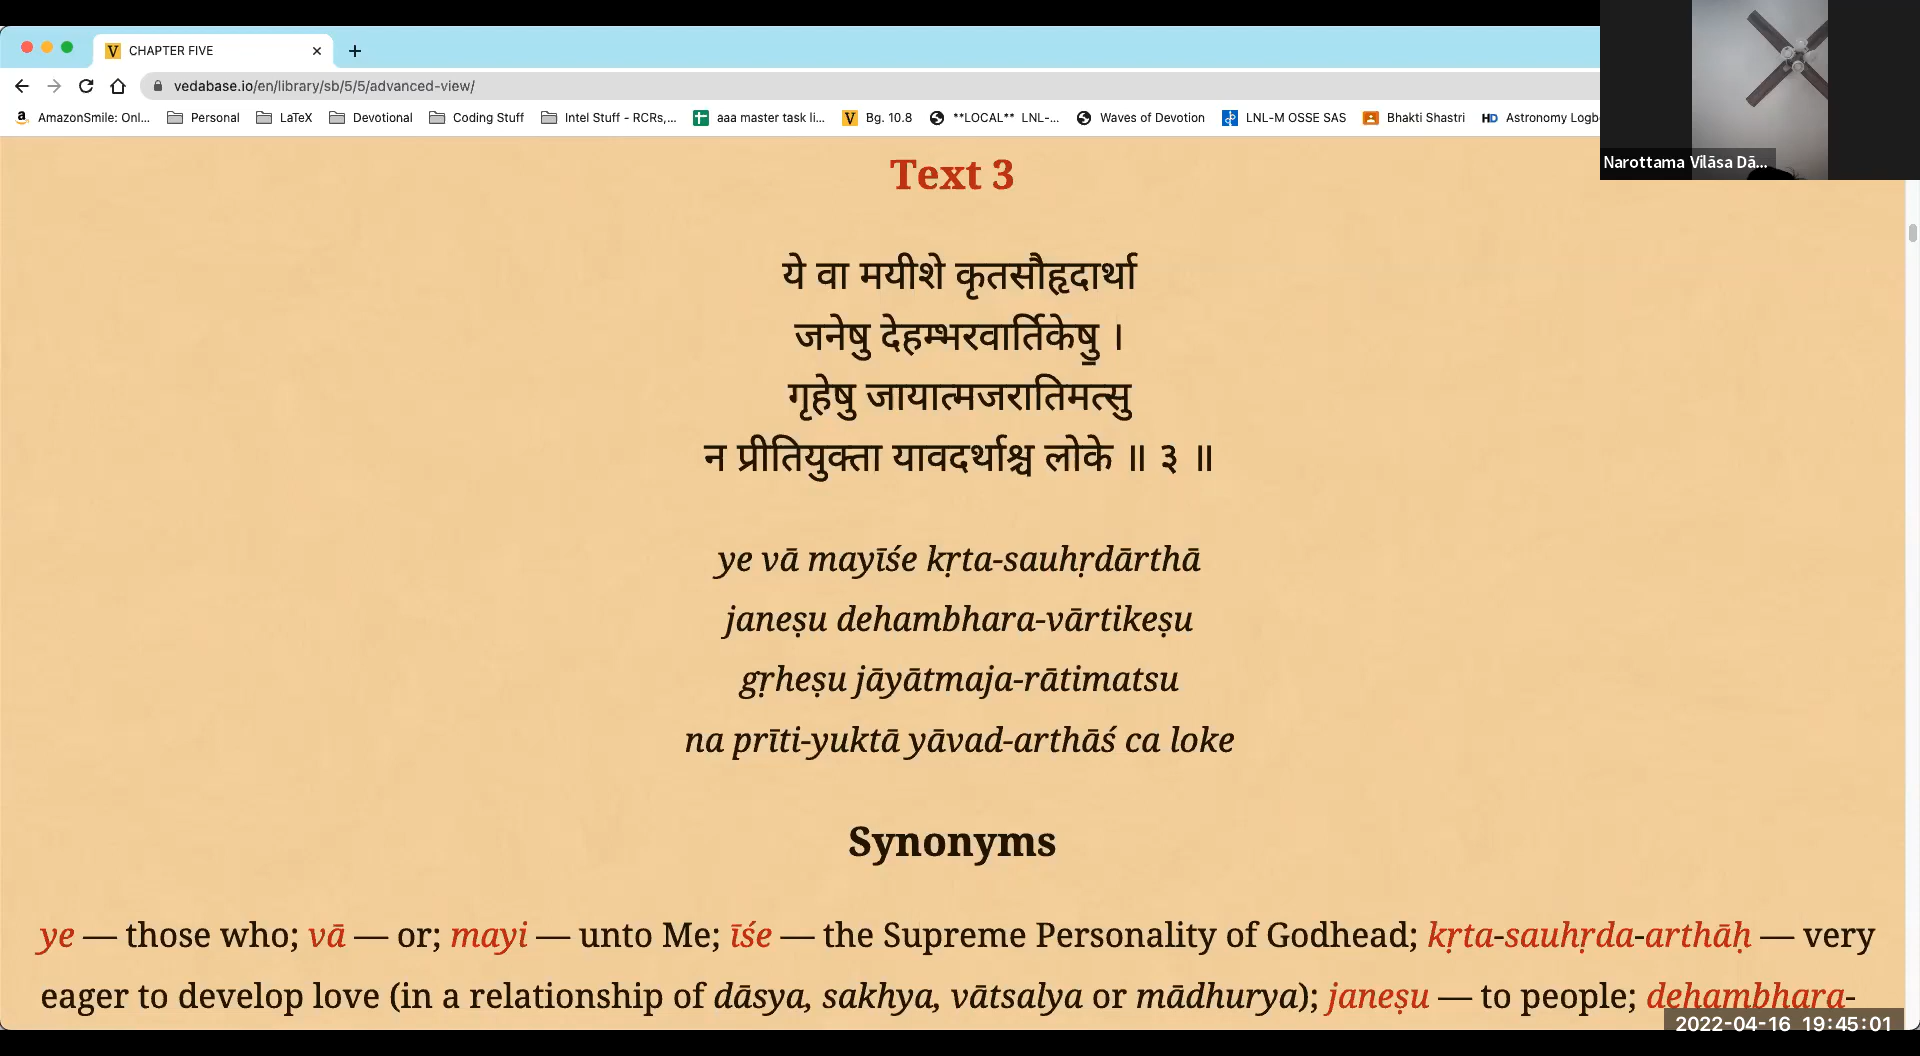 CHAPTER FIVE
vedabase.io/en/library/sb/5/5/advanced-view/
AmazonSmile: Onl... Personal LaTeX Devotional Coding Stuff Intel Stuff - RCRs,... aaa master task li... Bg. 10.8 **LOCAL** LNL-... Waves of Devotion LNL-M OSSE SAS Bhakti Shastri Astronomy Logb
Narottama Vilāsa Dā...
Text 3
ये वा मयीशे कृतसौहृदार्था
जनेषु देहम्भरवार्तिकेषु ।
गृहेषु जायात्मजरातिमत्सु
न प्रीतियुक्ता यावदर्थाश्च लोके ॥ ३ ॥
ye vā mayīśe kṛta-sauhṛdārthā
janeṣu dehambhara-vārtikeṣu
gṛheṣu jāyātmaja-rātimatsu
na prīti-yuktā yāvad-arthāś ca loke
Synonyms
ye — those who; vā — or; mayi — unto Me; īśe — the Supreme Personality of Godhead; kṛta-sauhṛda-arthāḥ — very
eager to develop love (in a relationship of dāsya, sakhya, vātsalya or mādhurya); janeṣu — to people; dehambhara-
2022-04-16 19:45:01